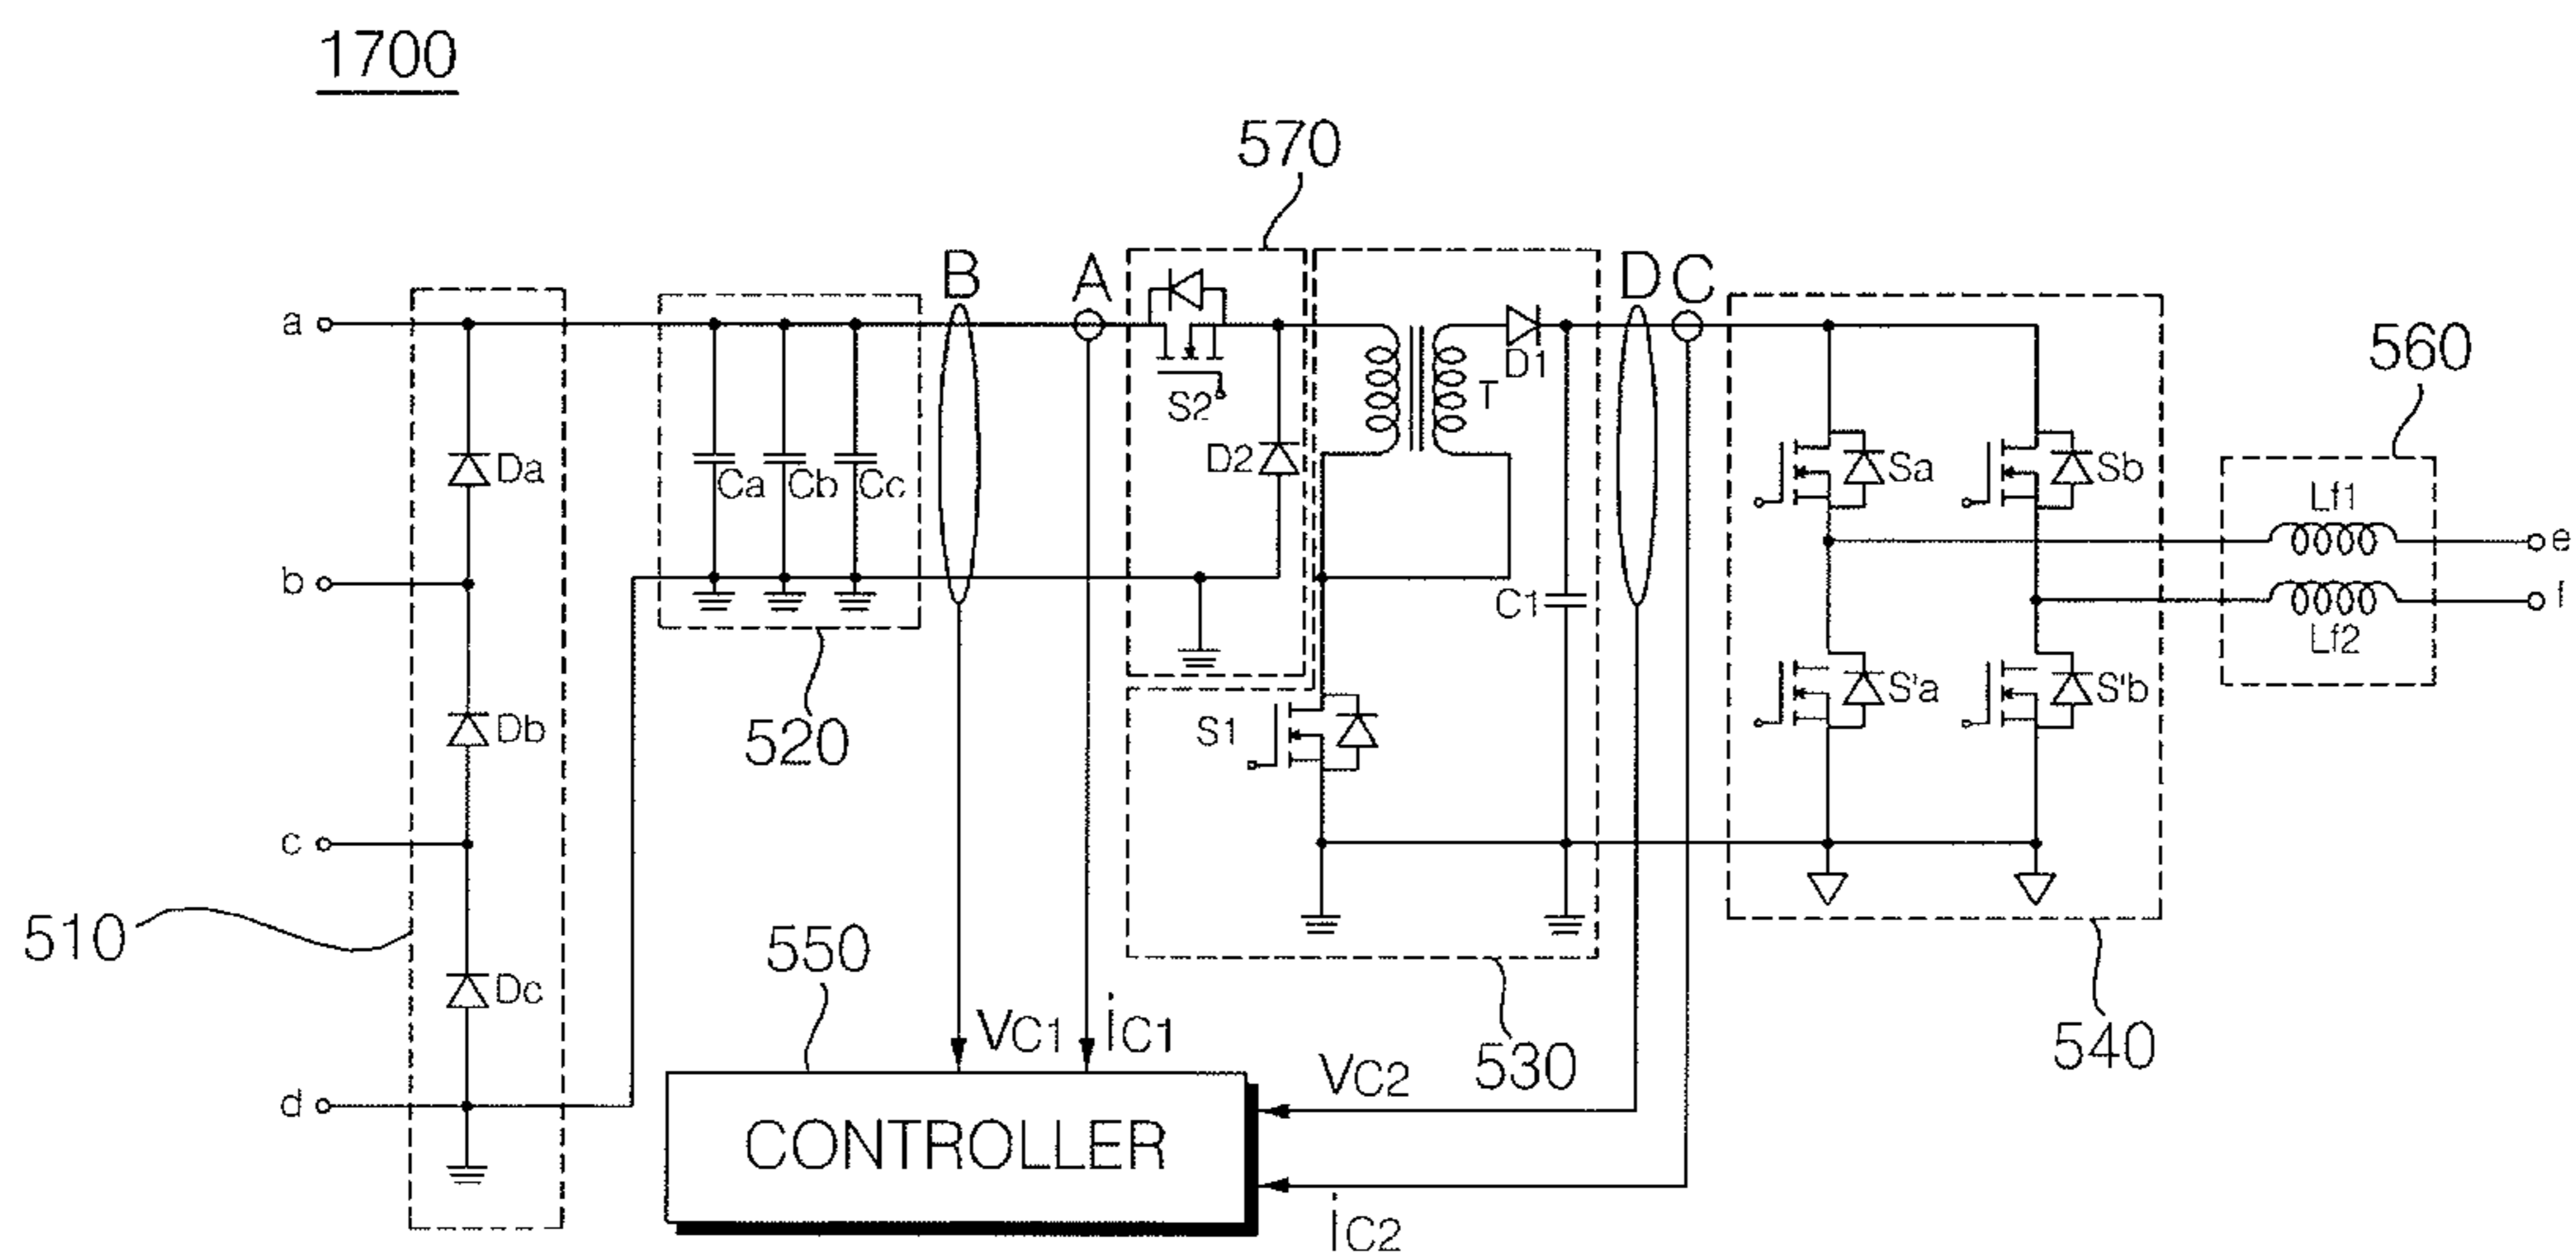 1700
570
B A D C
a
560
S2 D1 T
D2 Da Ca Cb Cc Sa Sb
Lf1
e
b C1 f
Lf2
S'a S'b
S1
Db 520
c
510
550
Dc
VC1 iC1
530 540
VC2
d
CONTROLLER
iC2